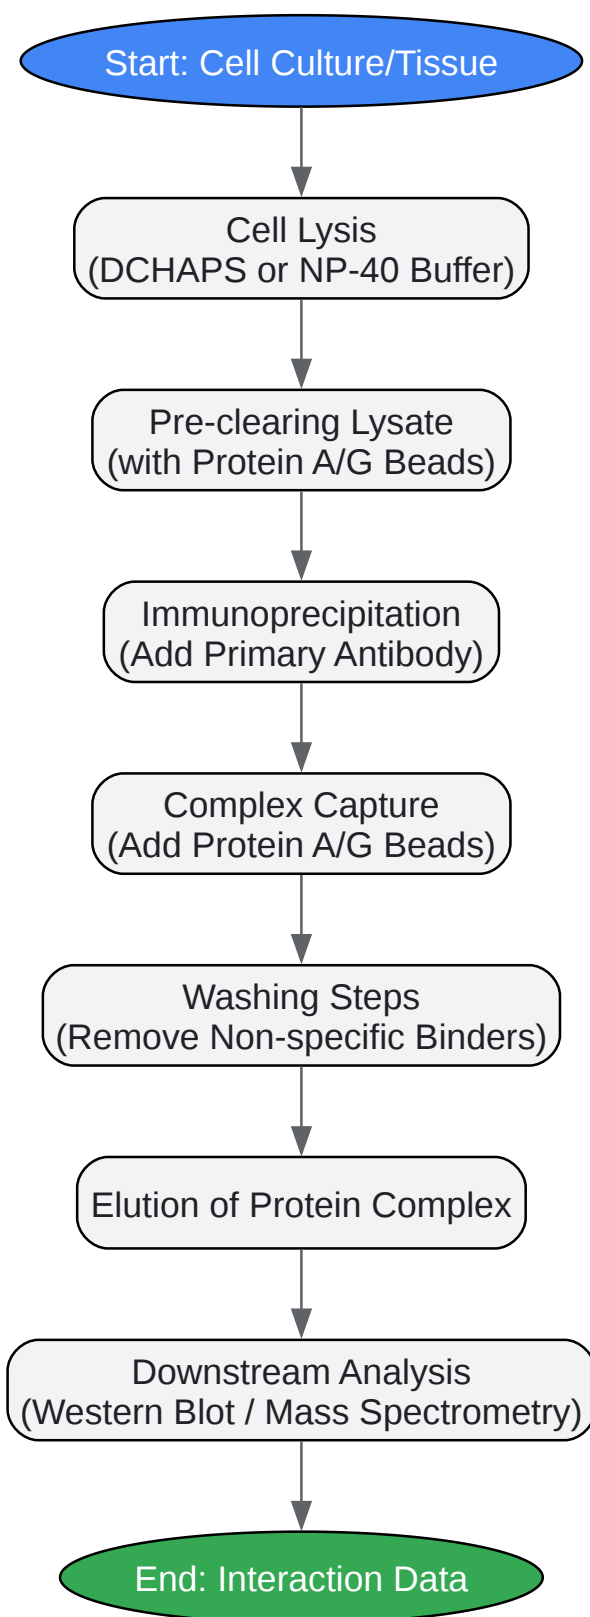 Start: Cell Culture/Tissue
Cell Lysis
(DCHAPS or NP-40 Buffer)
Pre-clearing Lysate
(with Protein A/G Beads)
Immunoprecipitation
(Add Primary Antibody)
Complex Capture
(Add Protein A/G Beads)
Washing Steps
(Remove Non-specific Binders)
Elution of Protein Complex
Downstream Analysis
(Western Blot / Mass Spectrometry)
End: Interaction Data